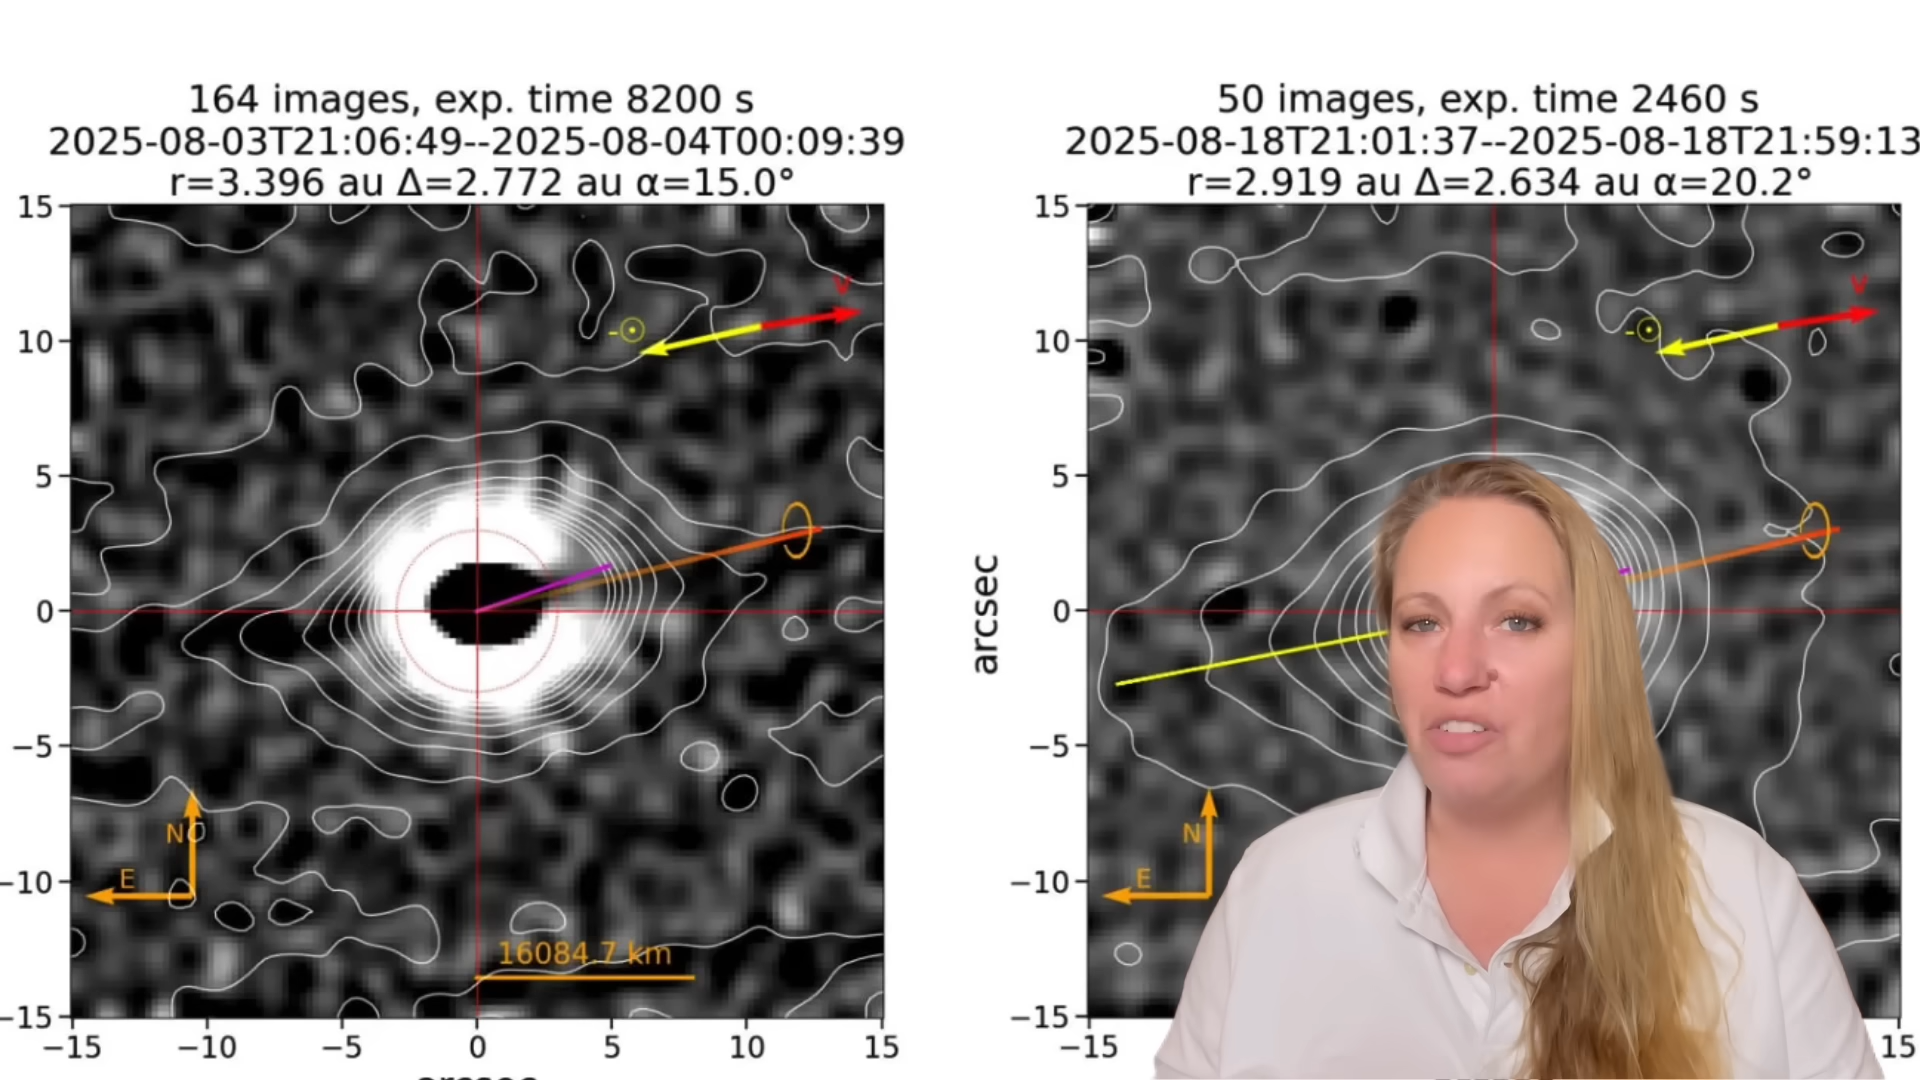 164 images, exp. time 8200 s
2025-08-03T21:06:49--2025-08-04T00:09:39
r=3.396 au Δ=2.772 au α=15.0°
15
10
5
0
−5
−10
−15
−15
−10
−5
0
5
10
15
V
-☉
N
E
16084.7 km
50 images, exp. time 2460 s
2025-08-18T21:01:37--2025-08-18T21:59:13
r=2.919 au Δ=2.634 au α=20.2°
arcsec
15
10
5
0
−5
−10
−15
−15
15
V
-☉
N
E